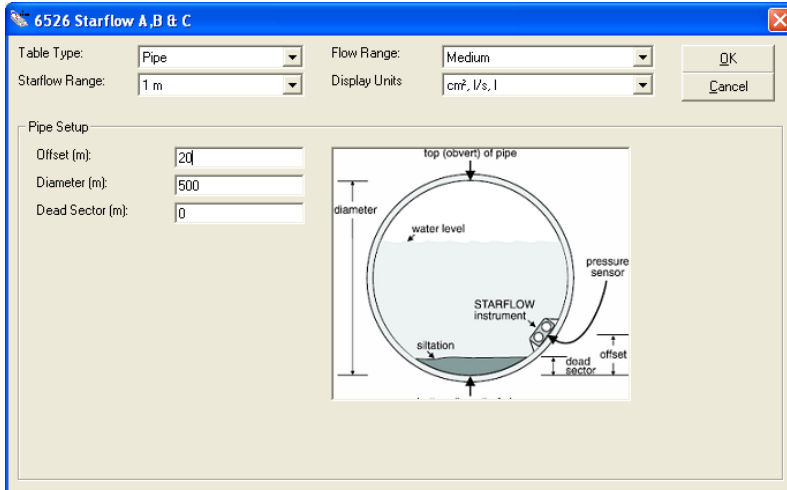 6526 Starflow A,B & C
Table Type: Pipe Flow Range: Medium OK
Starflow Range: 1 m Display Units cm², l/s, l Cancel
Pipe Setup
Offset (m): 20
Diameter (m): 500
Dead Sector (m): 0
top (obvert) of pipe
diameter
water level
pressure
sensor
STARFLOW
instrument
siltation
offset
dead
sector